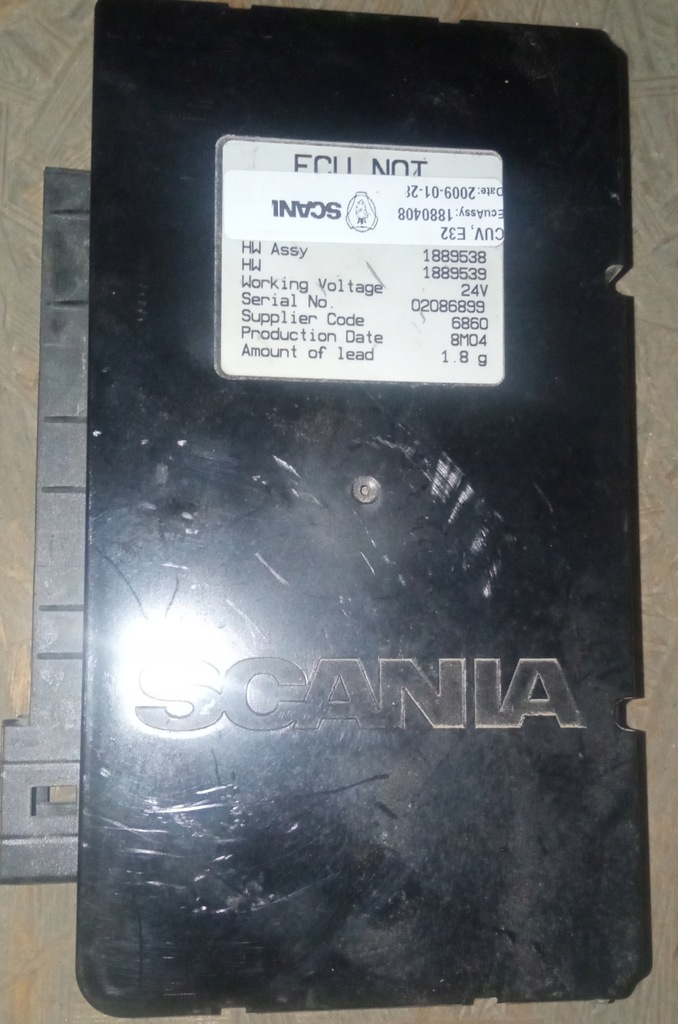 ECU NOT
CUV, E32
EcuAssy: 1880408
Date: 2009-01-2
SCANI
HW Assy 1889538
HW 1889539
Working Voltage 24V
Serial No. 02086899
Supplier Code 6860
Production Date 8M04
Amount of lead 1.8 g
SCANIA